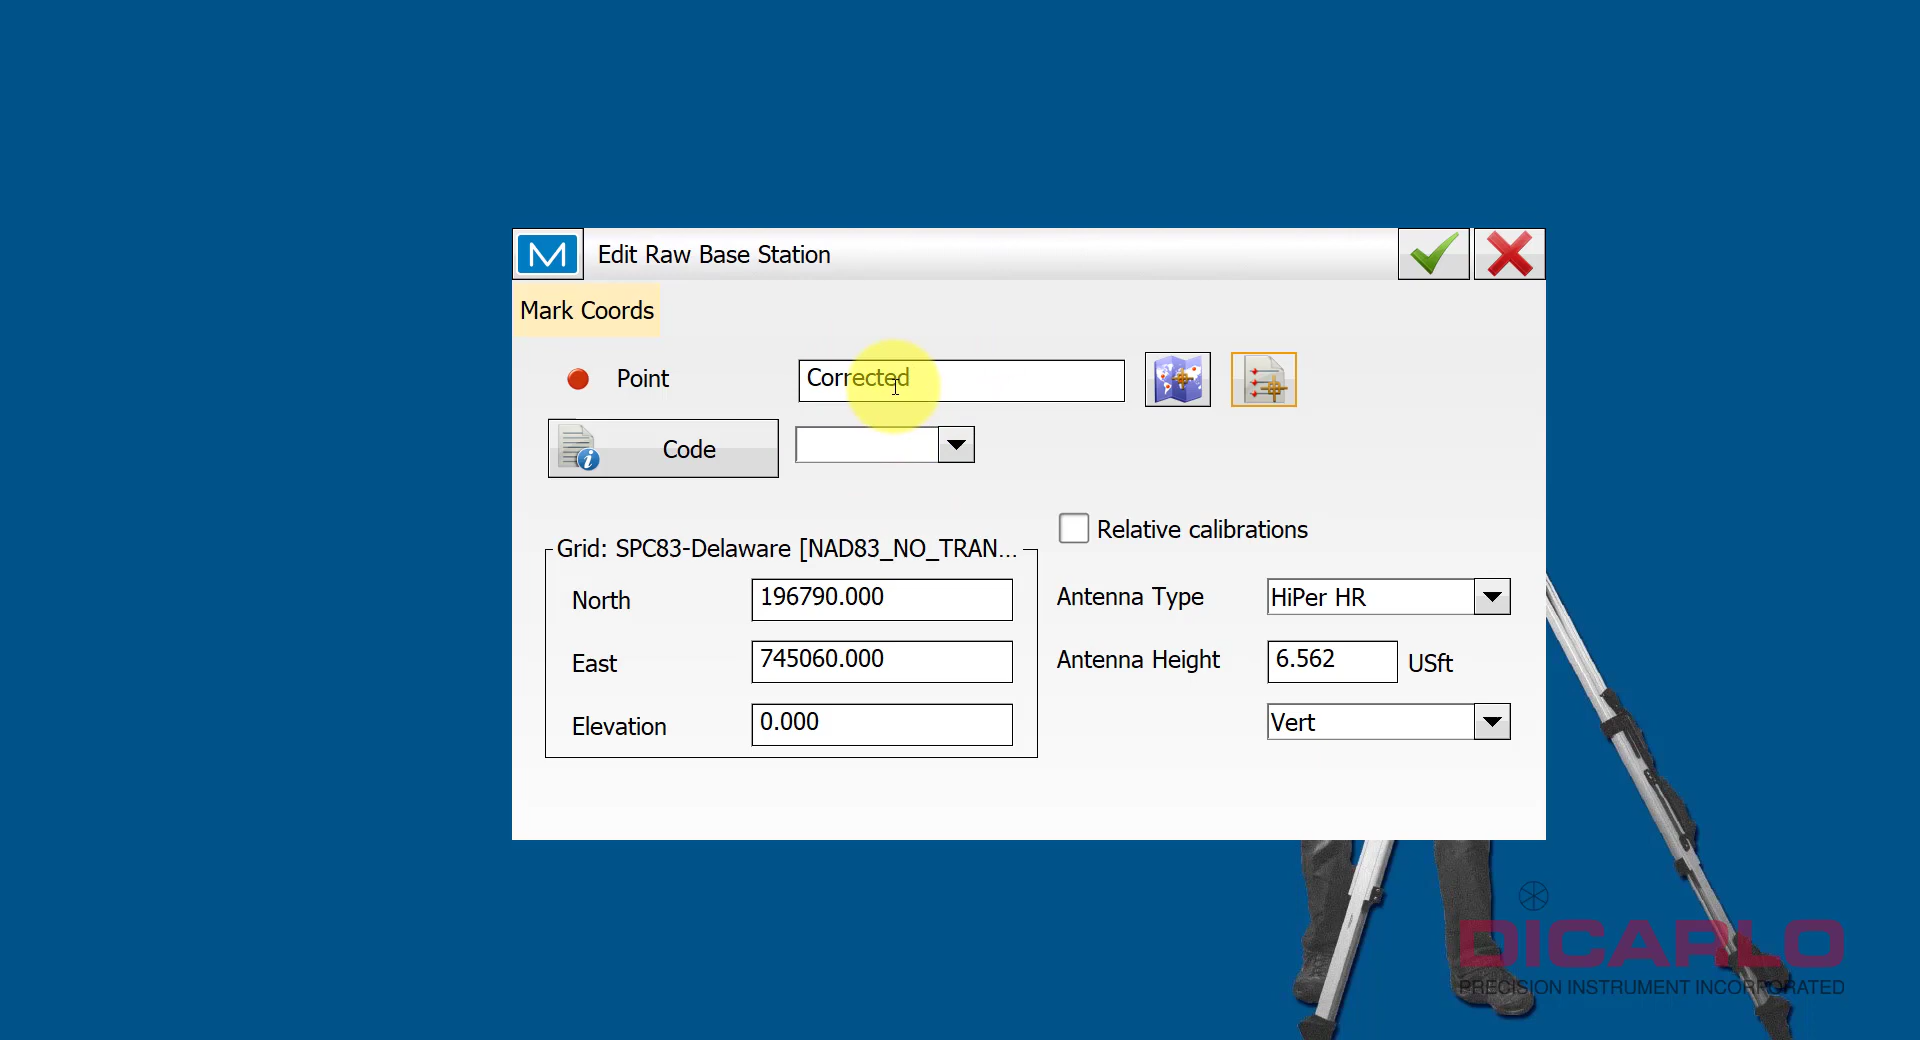 Edit Raw Base Station
Mark Coords
Point
Corrected
Code
Relative calibrations
Grid: SPC83-Delaware [NAD83_NO_TRAN...
North
196790.000
Antenna Type
HiPer HR
East
745060.000
Antenna Height
6.562
USft
Elevation
0.000
Vert
DICARLO
PRECISION INSTRUMENT INCORPORATED